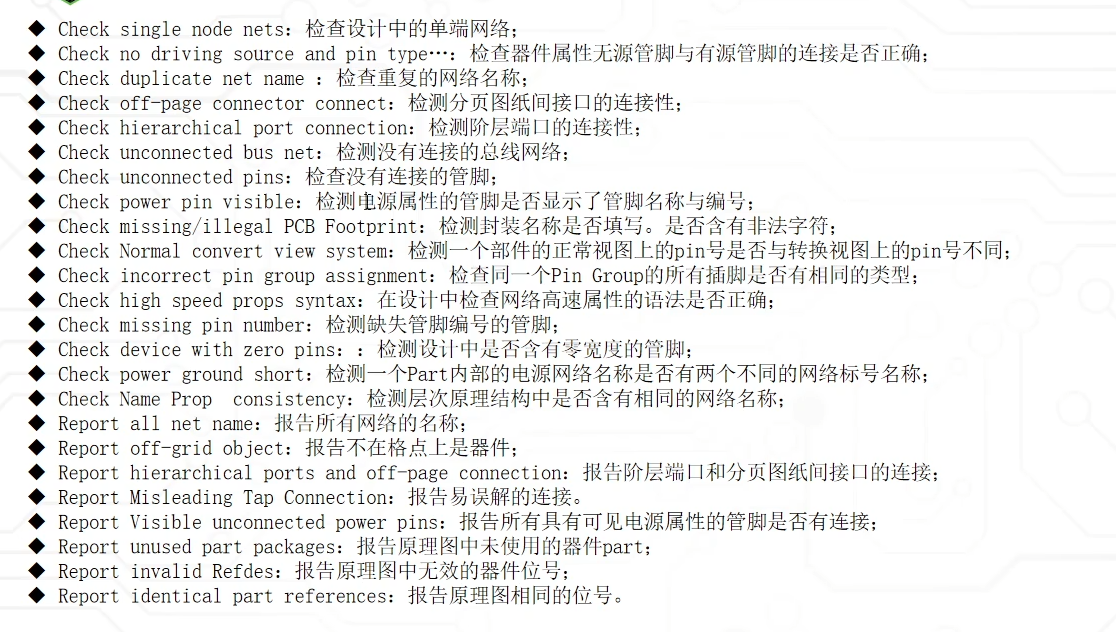 ◆ Check single node nets: 检查设计中的单端网络;
◆ Check no driving source and pin type…: 检查器件属性无源管脚与有源管脚的连接是否正确;
◆ Check duplicate net name : 检查重复的网络名称;
◆ Check off-page connector connect: 检测分页图纸间接口的连接性;
◆ Check hierarchical port connection: 检测阶层端口的连接性;
◆ Check unconnected bus net: 检测没有连接的总线网络;
◆ Check unconnected pins: 检查没有连接的管脚;
◆ Check power pin visible: 检测电源属性的管脚是否显示了管脚名称与编号;
◆ Check missing/illegal PCB Footprint: 检测封装名称是否填写。是否含有非法字符;
◆ Check Normal convert view system: 检测一个部件的正常视图上的pin号是否与转换视图上的pin号不同;
◆ Check incorrect pin group assignment: 检查同一个Pin Group的所有插脚是否有相同的类型;
◆ Check high speed props syntax: 在设计中检查网络高速属性的语法是否正确;
◆ Check missing pin number: 检测缺失管脚编号的管脚;
◆ Check device with zero pins: : 检测设计中是否含有零宽度的管脚;
◆ Check power ground short: 检测一个Part内部的电源网络名称是否有两个不同的网络标号名称;
◆ Check Name Prop  consistency: 检测层次原理结构中是否含有相同的网络名称;
◆ Report all net name: 报告所有网络的名称;
◆ Report off-grid object: 报告不在格点上是器件;
◆ Report hierarchical ports and off-page connection: 报告阶层端口和分页图纸间接口的连接;
◆ Report Misleading Tap Connection: 报告易误解的连接。
◆ Report Visible unconnected power pins: 报告所有具有可见电源属性的管脚是否有连接;
◆ Report unused part packages: 报告原理图中未使用的器件part;
◆ Report invalid Refdes: 报告原理图中无效的器件位号;
◆ Report identical part references: 报告原理图相同的位号。